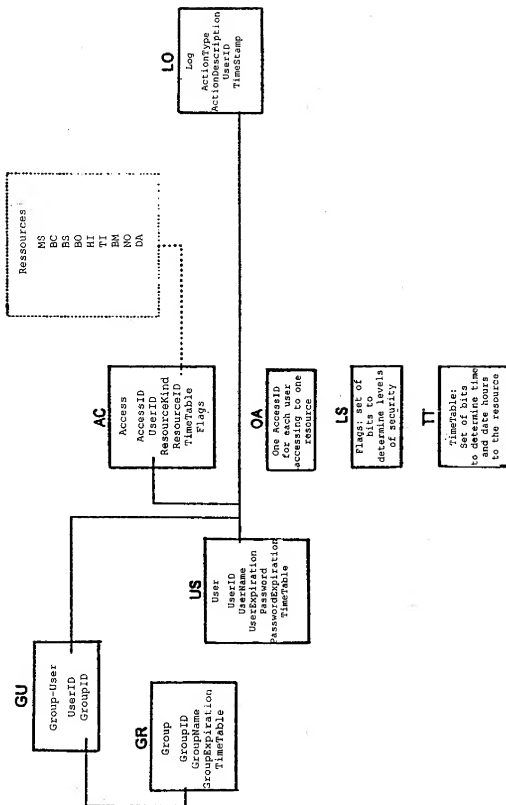 GU
Group-User
UserID
GroupID
GR
Group
GroupID
GroupName
GroupExpiration
TimeTable
US
User
UserID
UserName
UserExpiration
Password
PasswordExpiration
TimeTable
AC
Access
AccessID
UserID
ResourceKind
ResourceID
TimeTable
Flags
OA
One AccessID
for each user
accessing to one
resource
LS
Flags: set of
bits to
determine levels
of security
TT
TimeTable:
Set of bits
to determine time
and date hours
to the resource
Ressources
MS
BC
BS
BO
HI
TI
BM
NO
DA
LO
Log
ActionType
ActionDescription
UserID
TimeStamp